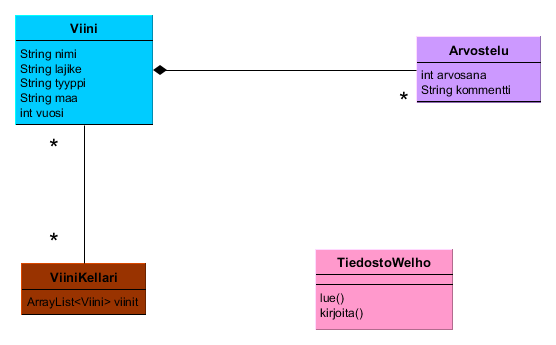 Viini
String nimi
String lajike
String tyyppi
String maa
int vuosi
Arvostelu
int arvosana
String kommentti
*
*
*
ViiniKellari
ArrayList<Viini> viinit
TiedostoWelho
lue()
kirjoita()